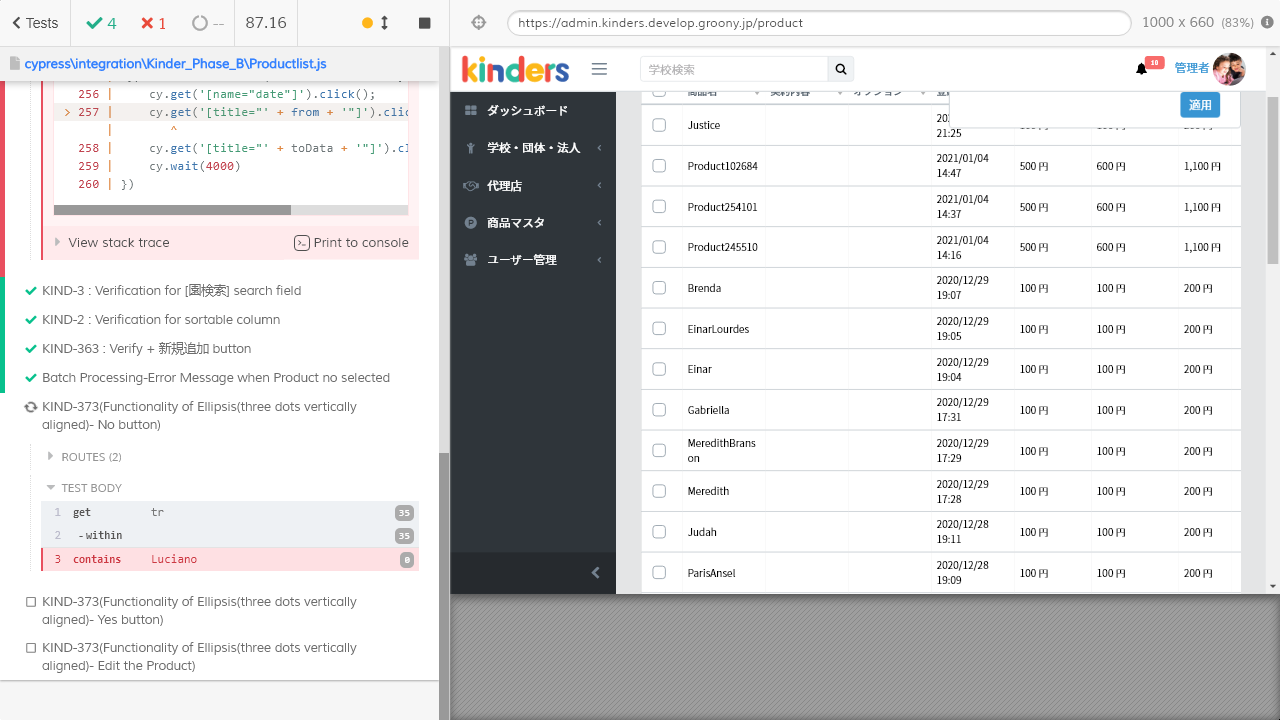 Tests
4
1
--
87.16
https://admin.kinders.develop.groony.jp/product
1000 x 660 (83%)
cypress\integration\Kinder_Phase_B\Productlist.js
256 | cy.get('[name="date"]').click();
> 257 | cy.get('[title="' + from + '"]').clic
| ^
258 | cy.get('[title="' + toData + '"]').cl
259 | cy.wait(4000)
260 | })
View stack trace
Print to console
KIND-3 : Verification for [園検索] search field
KIND-2 : Verification for sortable column
KIND-363 : Verify + 新規追加 button
Batch Processing-Error Message when Product no selected
KIND-373(Functionality of Ellipsis(three dots vertically
aligned)- No button)
ROUTES (2)
TEST BODY
1 get tr 35
2 -within 35
3 contains Luciano 0
KIND-373(Functionality of Ellipsis(three dots vertically
aligned)- Yes button)
KIND-373(Functionality of Ellipsis(three dots vertically
aligned)- Edit the Product)
kinders
学校検索
10
管理者
ダッシュボード
学校・団体・法人
代理店
商品マスタ
ユーザー管理
適用
Justice 21:25
Product102684 2021/01/04 14:47 500 円 600 円 1,100 円
Product254101 2021/01/04 14:37 500 円 600 円 1,100 円
Product245510 2021/01/04 14:16 500 円 600 円 1,100 円
Brenda 2020/12/29 19:07 100 円 100 円 200 円
EinarLourdes 2020/12/29 19:05 100 円 100 円 200 円
Einar 2020/12/29 19:04 100 円 100 円 200 円
Gabriella 2020/12/29 17:31 100 円 100 円 200 円
MeredithBranson 2020/12/29 17:29 100 円 100 円 200 円
Meredith 2020/12/29 17:28 100 円 100 円 200 円
Judah 2020/12/28 19:11 100 円 100 円 200 円
ParisAnsel 2020/12/28 19:09 100 円 100 円 200 円